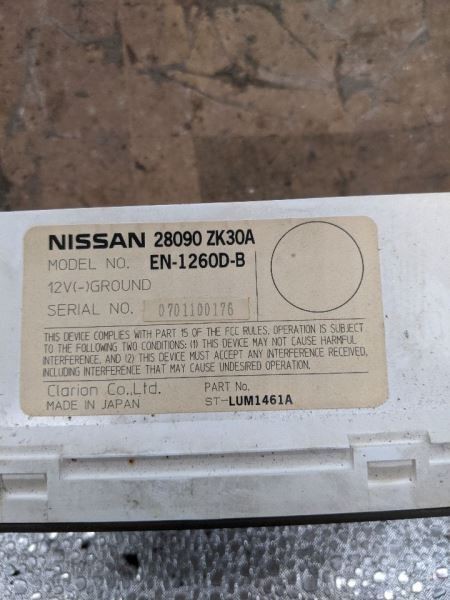 NISSAN 28090 ZK30A
MODEL NO. EN-1260D-B
12V(-)GROUND
SERIAL NO. 0701100176
THIS DEVICE COMPLIES WITH PART 15 OF THE FCC RULES, OPERATION IS SUBJECT
TO THE FOLLOWING TWO CONDITIONS: (1) THIS DEVICE MAY NOT CAUSE HARMFUL
INTERFERENCE, AND (2) THIS DEVICE MUST ACCEPT ANY INTERFERENCE RECEIVED,
INCLUDING INTERFERENCE THAT MAY CAUSE UNDESIRED OPERATION.
Clarion Co.,Ltd. PART No.
MADE IN JAPAN ST-LUM1461A